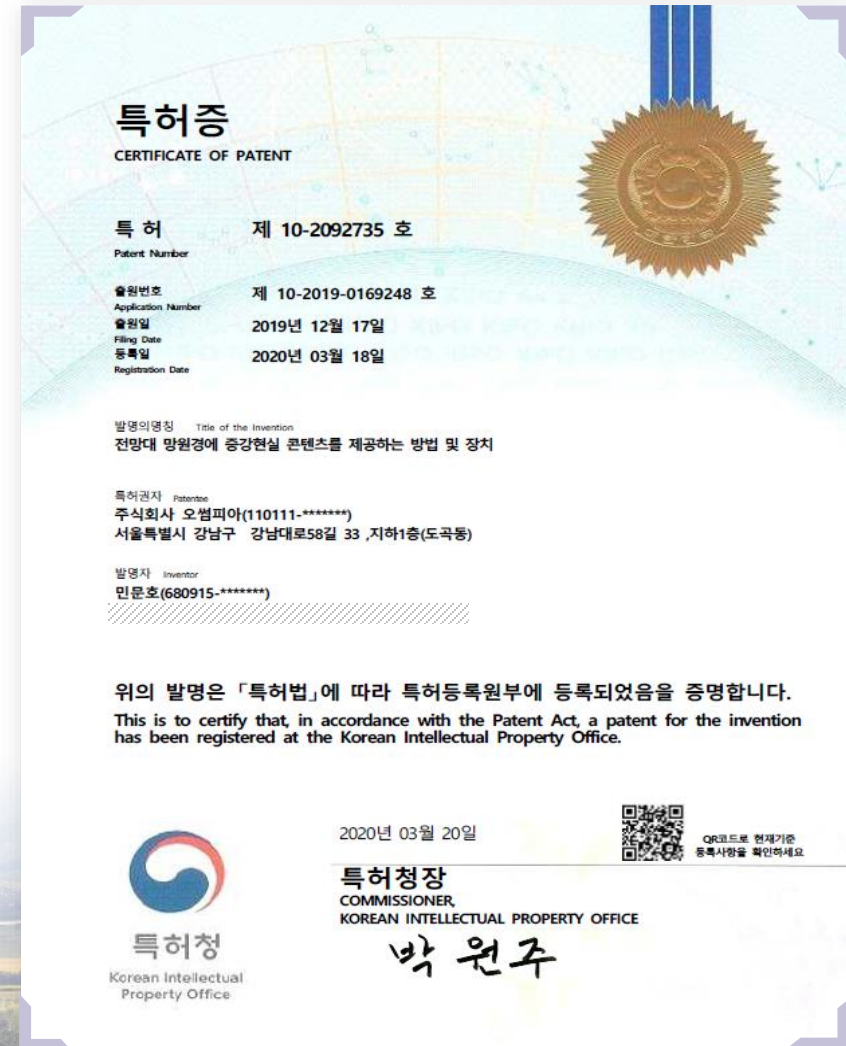 특허증
CERTIFICATE OF PATENT
특 허 제 10-2092735 호
Patent Number
출원번호 제 10-2019-0169248 호
Application Number
출원일 2019년 12월 17일
Filing Date
등록일 2020년 03월 18일
Registration Date
발명의명칭 Title of the Invention
전망대 망원경에 증강현실 콘텐츠를 제공하는 방법 및 장치
특허권자 Patentee
주식회사 오썸피아(110111-*******)
서울특별시 강남구 강남대로58길 33 ,지하1층(도곡동)
발명자 Inventor
민문호(680915-*******)
위의 발명은 「특허법」에 따라 특허등록원부에 등록되었음을 증명합니다.
This is to certify that, in accordance with the Patent Act, a patent for the invention
has been registered at the Korean Intellectual Property Office.
2020년 03월 20일
QR코드로 현재기준
등록사항을 확인하세요
특허청장
COMMISSIONER,
KOREAN INTELLECTUAL PROPERTY OFFICE
박원주
특허청
Korean Intellectual
Property Office